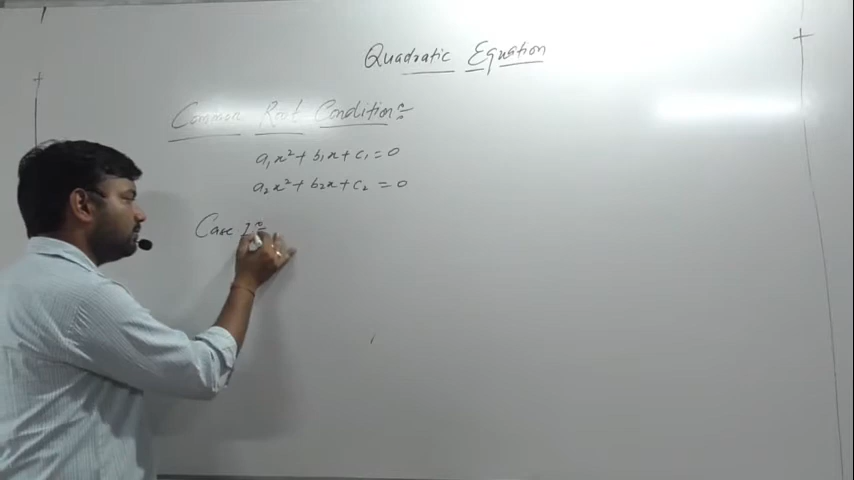 Quadratic Equation
Common Root Condition:-
a₁x²+b₁x+c₁=0
a₂x²+b₂x+c₂=0
Case I:-